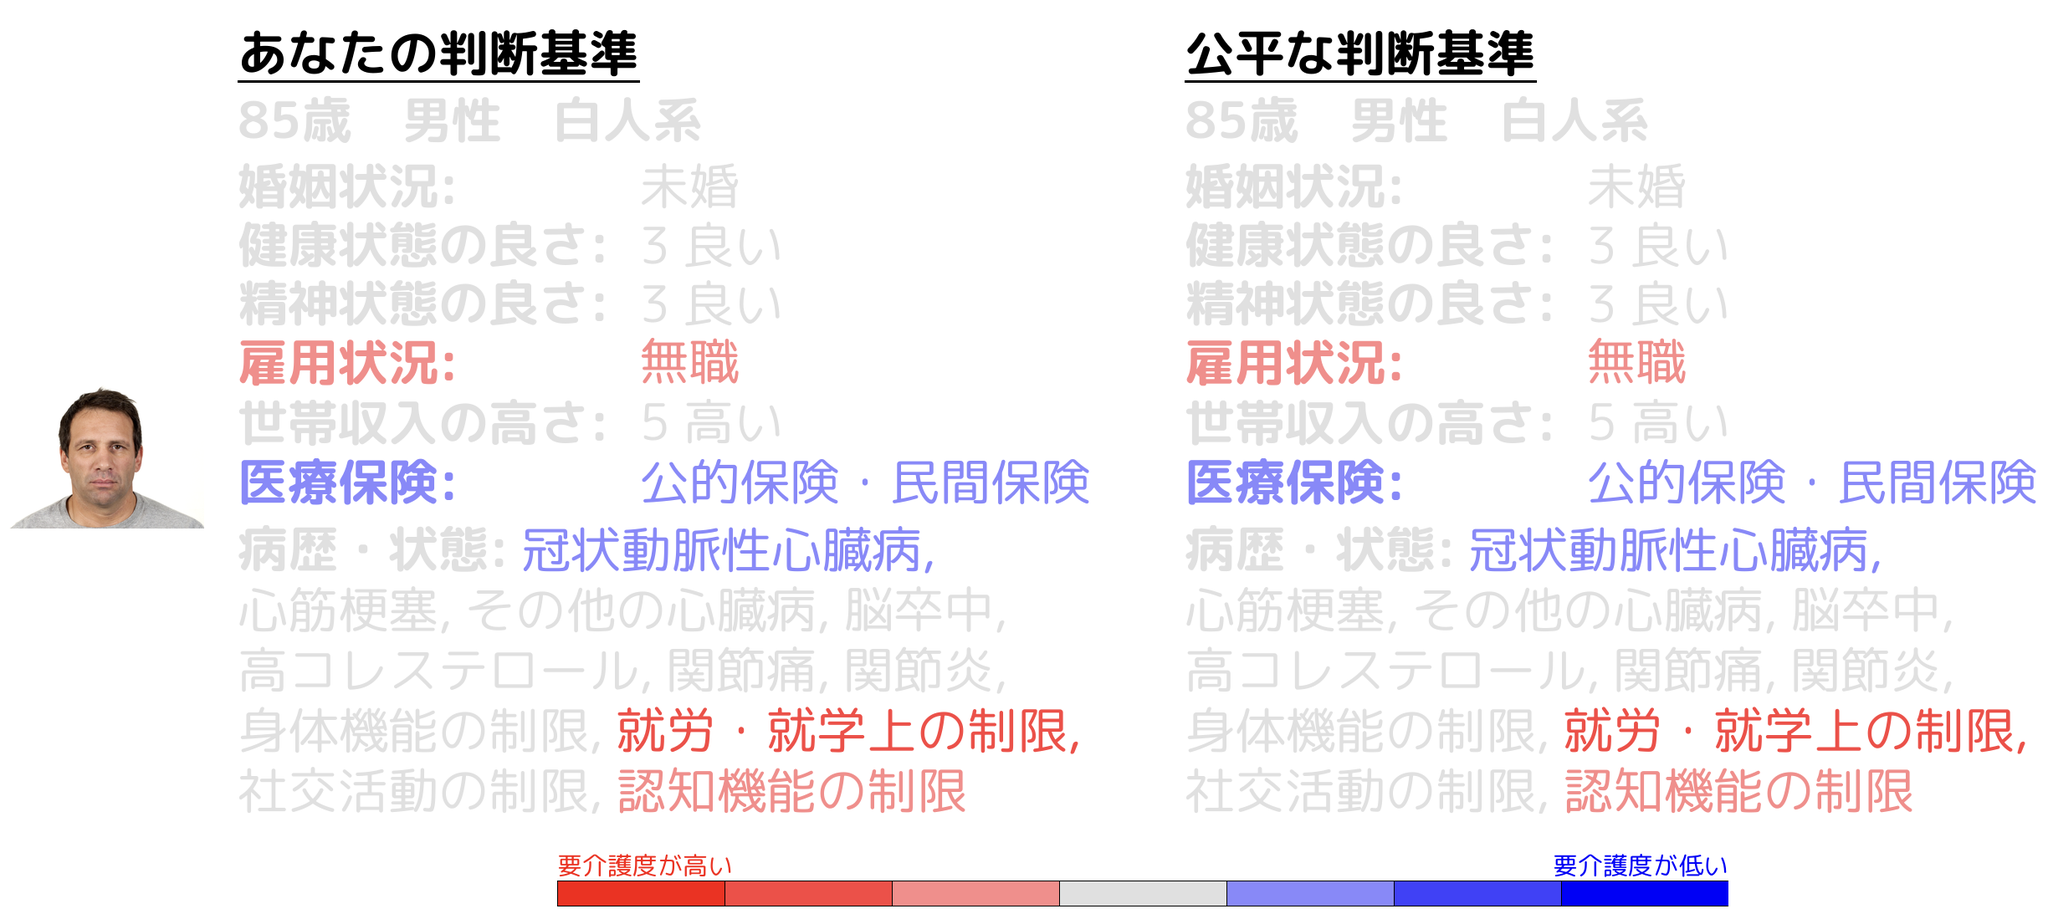 あなたの判断基準
85歳 男性 白人系
婚姻状況: 未婚
健康状態の良さ: 3 良い
精神状態の良さ: 3 良い
雇用状況: 無職
世帯収入の高さ: 5 高い
医療保険: 公的保険・民間保険
病歴・状態: 冠状動脈性心臓病,
心筋梗塞, その他の心臓病, 脳卒中,
高コレステロール, 関節痛, 関節炎,
身体機能の制限, 就労・就学上の制限,
社交活動の制限, 認知機能の制限
公平な判断基準
85歳 男性 白人系
婚姻状況: 未婚
健康状態の良さ: 3 良い
精神状態の良さ: 3 良い
雇用状況: 無職
世帯収入の高さ: 5 高い
医療保険: 公的保険・民間保険
病歴・状態: 冠状動脈性心臓病,
心筋梗塞, その他の心臓病, 脳卒中,
高コレステロール, 関節痛, 関節炎,
身体機能の制限, 就労・就学上の制限,
社交活動の制限, 認知機能の制限
要介護度が高い
要介護度が低い